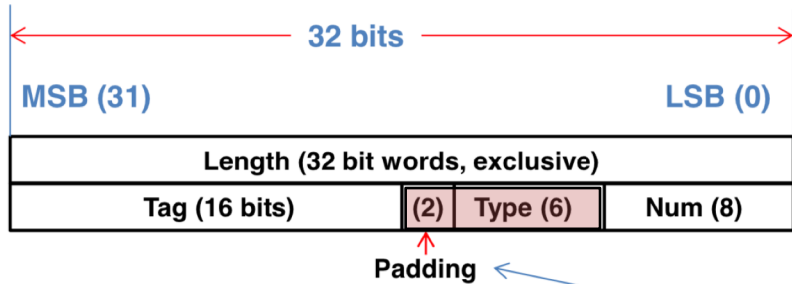 32 bits
MSB (31) LSB (0)
Length (32 bit words, exclusive)
Tag (16 bits) (2) Type (6) Num (8)
Padding